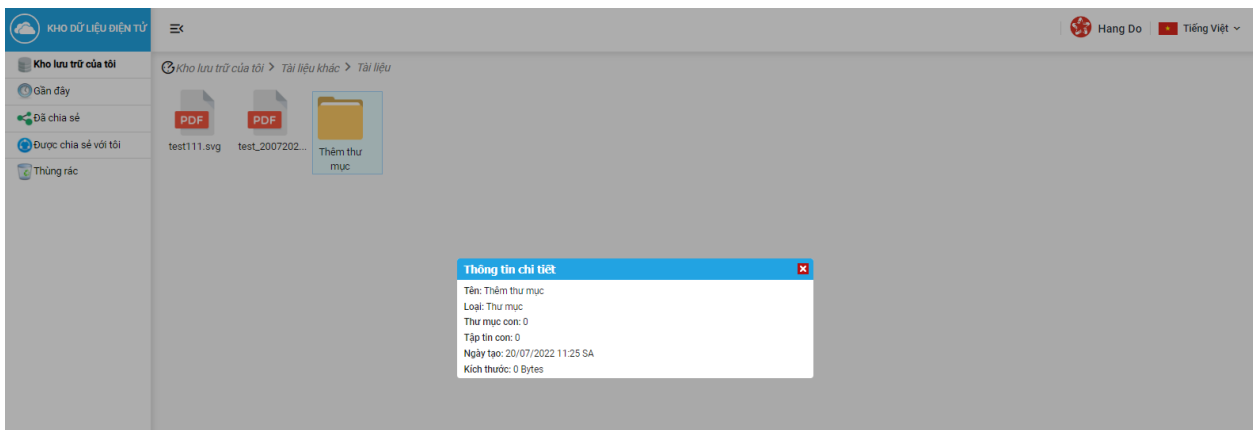 KHO DỮ LIỆU ĐIỆN TỬ
Hang Do
Tiếng Việt
Kho lưu trữ của tôi
Gần đây
Đã chia sẻ
Được chia sẻ với tôi
Thùng rác
Kho lưu trữ của tôi > Tài liệu khác > Tài liệu
PDF
test111.svg
PDF
test_2007202...
Thêm thư
mục
Thông tin chi tiết
Tên: Thêm thư mục
Loại: Thư mục
Thư mục con: 0
Tập tin con: 0
Ngày tạo: 20/07/2022 11:25 SA
Kích thước: 0 Bytes